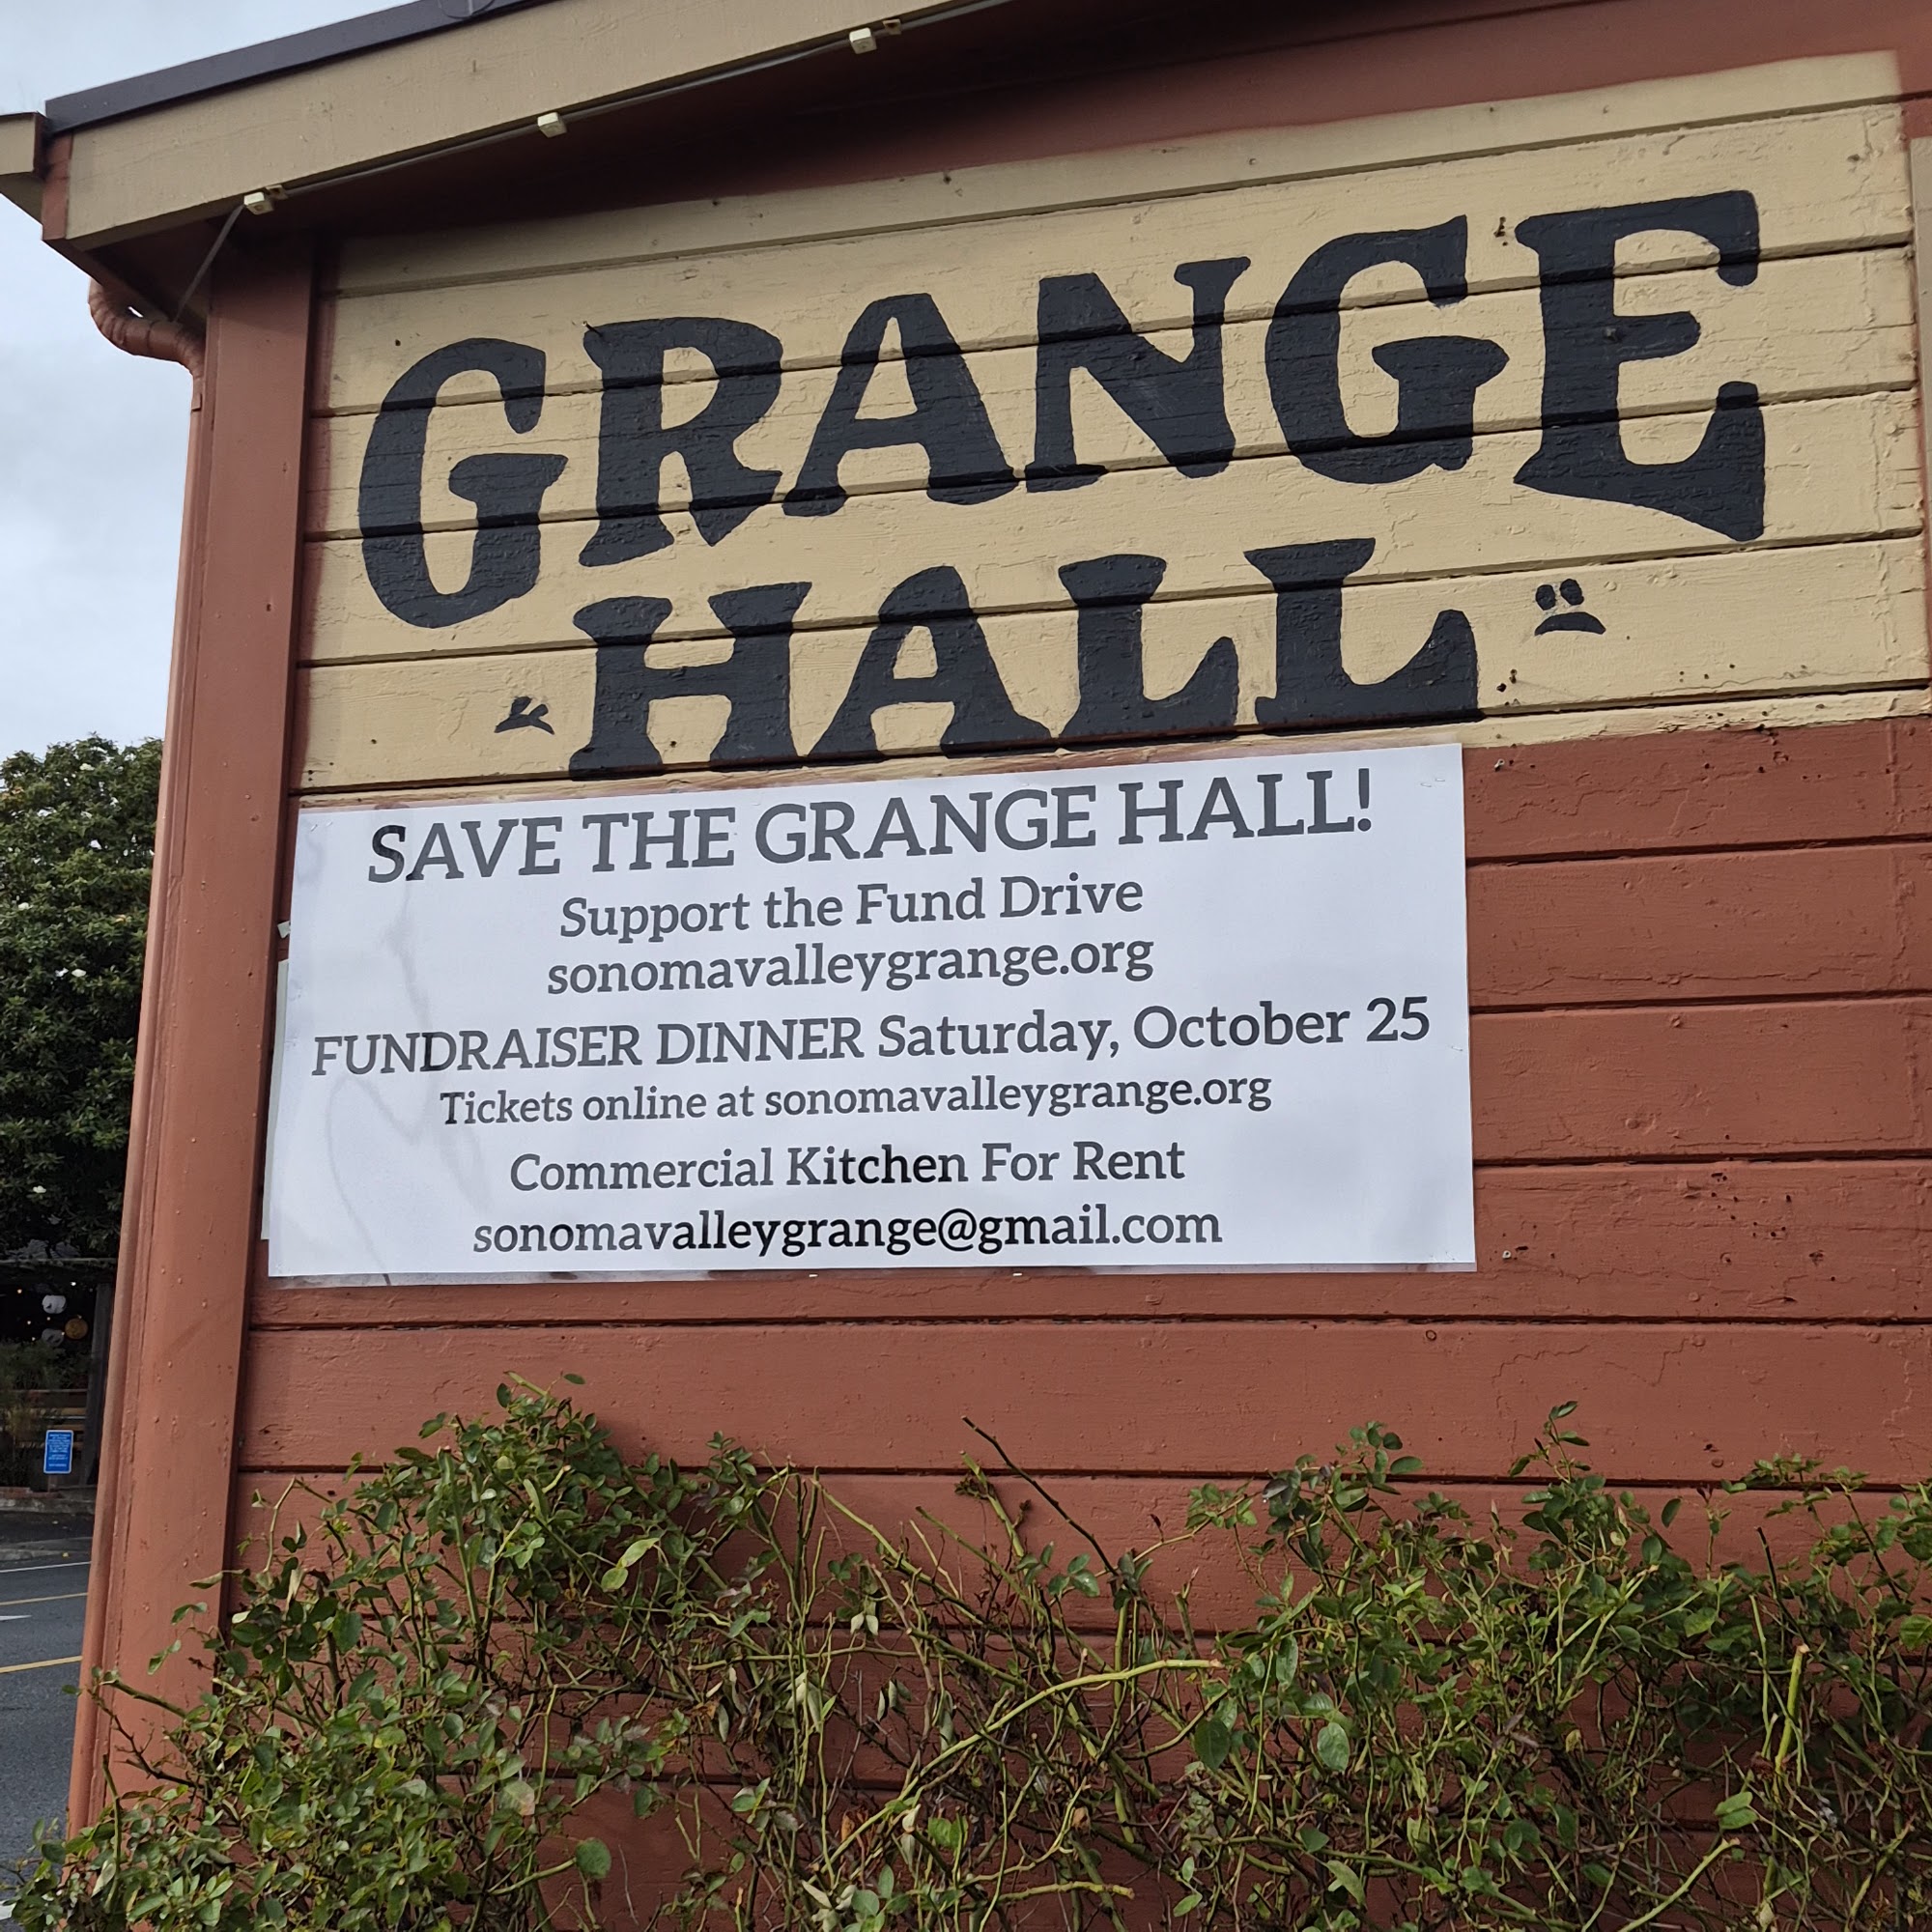 GRANGE
HALL
SAVE THE GRANGE HALL!
Support the Fund Drive
sonomavalleygrange.org
FUNDRAISER DINNER Saturday, October 25
Tickets online at sonomavalleygrange.org
Commercial Kitchen For Rent
sonomavalleygrange@gmail.com